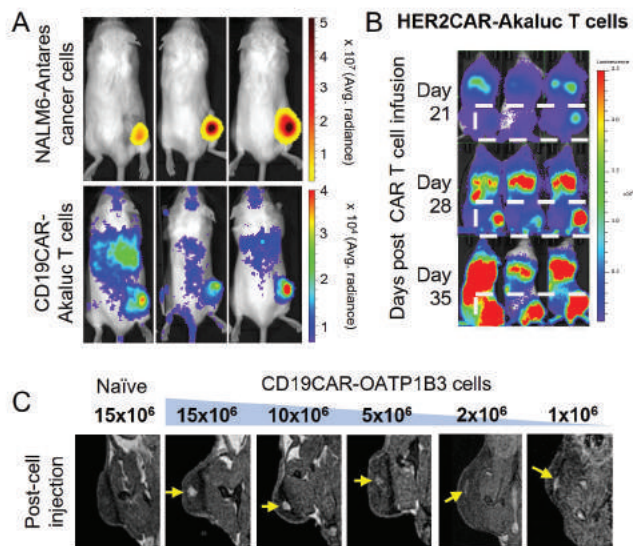 A
NALM6-Antares
cancer cells
5
4
3
2
1
x 10⁷ (Avg. radiance)
CD19CAR-
Akaluc T cells
4
3
2
1
x 10⁴ (Avg. radiance)
B
HER2CAR-Akaluc T cells
Luminescence
Days post CAR T cell infusion
Day
21
Day
28
Day
35
C
Naïve
CD19CAR-OATP1B3 cells
15x10⁶
15x10⁶
10x10⁶
5x10⁶
2x10⁶
1x10⁶
Post-cell
injection